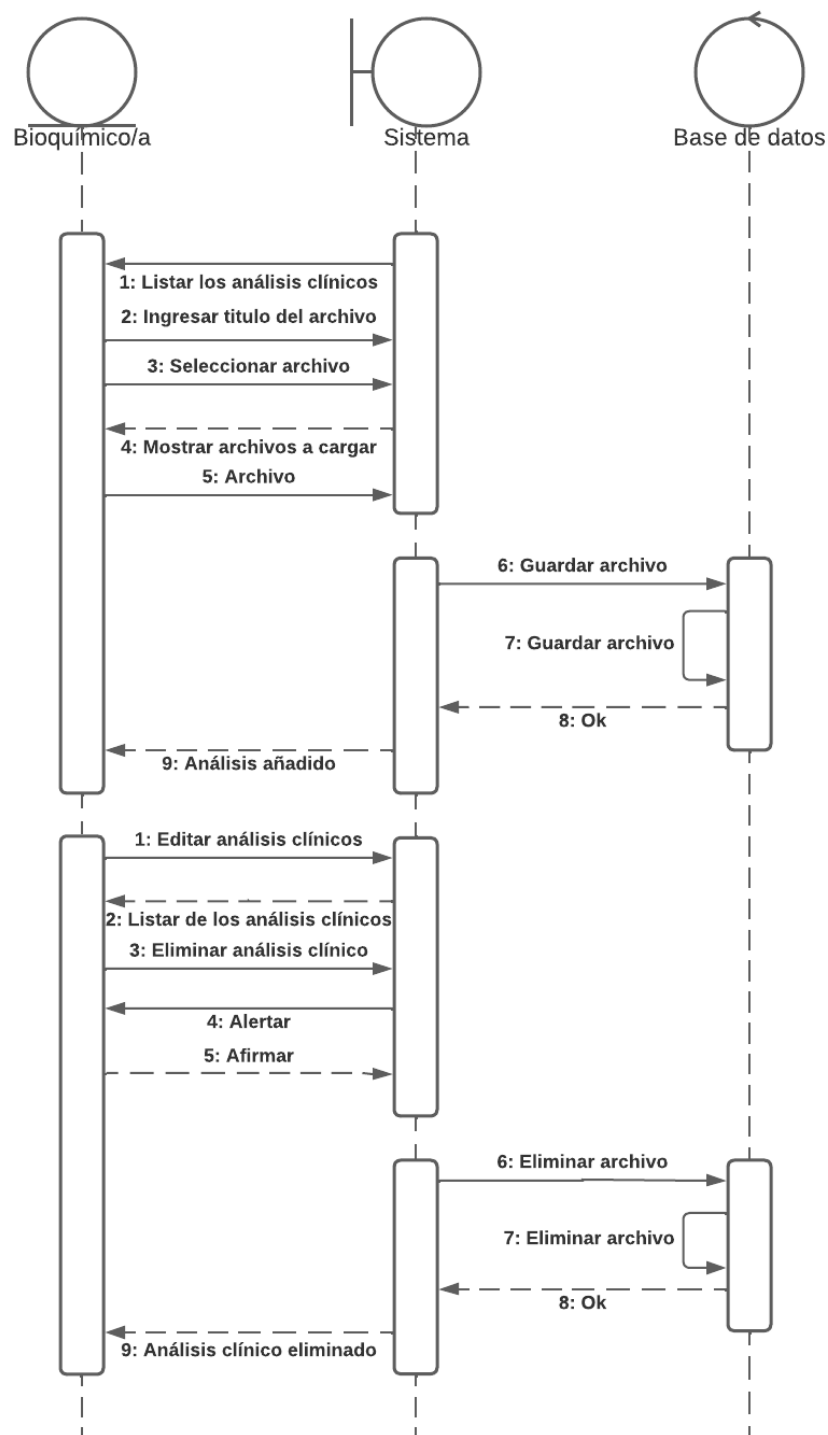 Bioquímico/a
Sistema
Base de datos
1: Listar los análisis clínicos
2: Ingresar titulo del archivo
3: Seleccionar archivo
4: Mostrar archivos a cargar
5: Archivo
6: Guardar archivo
7: Guardar archivo
8: Ok
9: Análisis añadido
1: Editar análisis clínicos
2: Listar de los análisis clínicos
3: Eliminar análisis clínico
4: Alertar
5: Afirmar
6: Eliminar archivo
7: Eliminar archivo
8: Ok
9: Análisis clínico eliminado